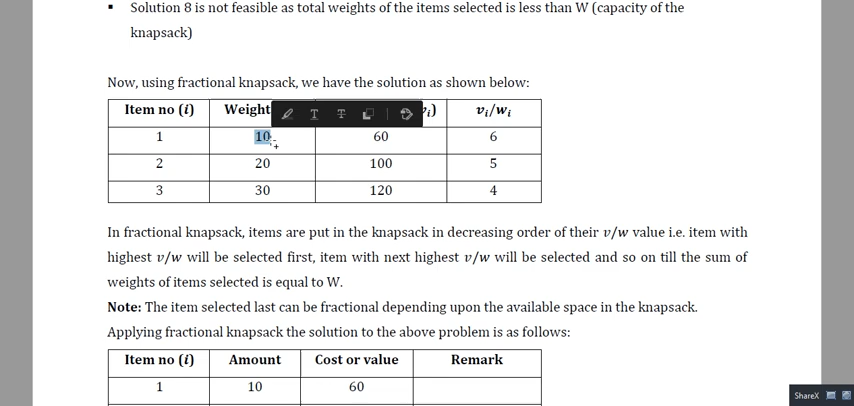 ▪ Solution 8 is not feasible as total weights of the items selected is less than W (capacity of the
knapsack)
Now, using fractional knapsack, we have the solution as shown below:
Item no (i) Weight vᵢ) vᵢ/wᵢ
1 10 60 6
2 20 100 5
3 30 120 4
In fractional knapsack, items are put in the knapsack in decreasing order of their v/w value i.e. item with
highest v/w will be selected first, item with next highest v/w will be selected and so on till the sum of
weights of items selected is equal to W.
Note: The item selected last can be fractional depending upon the available space in the knapsack.
Applying fractional knapsack the solution to the above problem is as follows:
Item no (i) Amount Cost or value Remark
1 10 60
ShareX